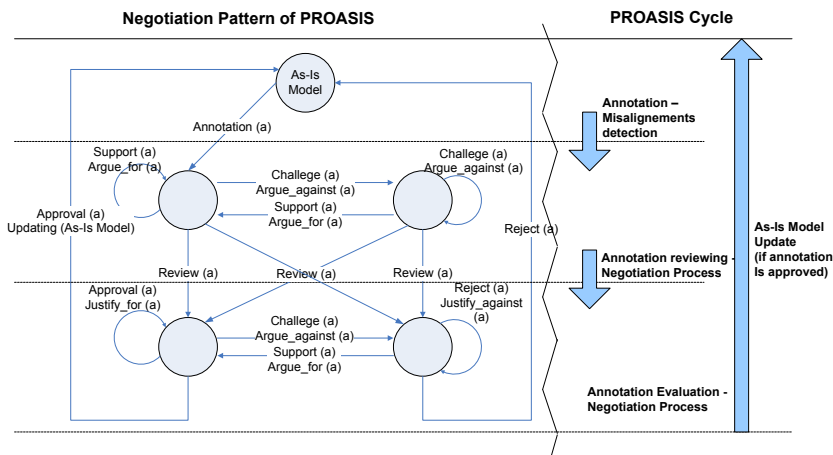 Negotiation Pattern of PROASIS
PROASIS Cycle
As-Is
Model
Annotation (a)
Annotation –
Misalignements
detection
Support (a)
Argue_for (a)
Challege (a)
Argue_against (a)
Support (a)
Argue_for (a)
Challege (a)
Argue_against (a)
Approval (a)
Updating (As-Is Model)
Reject (a)
As-Is Model
Update
(if annotation
Is approved)
Review (a)
Review (a)
Review (a)
Annotation reviewing -
Negotiation Process
Approval (a)
Justify_for (a)
Challege (a)
Argue_against (a)
Support (a)
Argue_for (a)
Reject (a)
Justify_against
(a)
Annotation Evaluation -
Negotiation Process